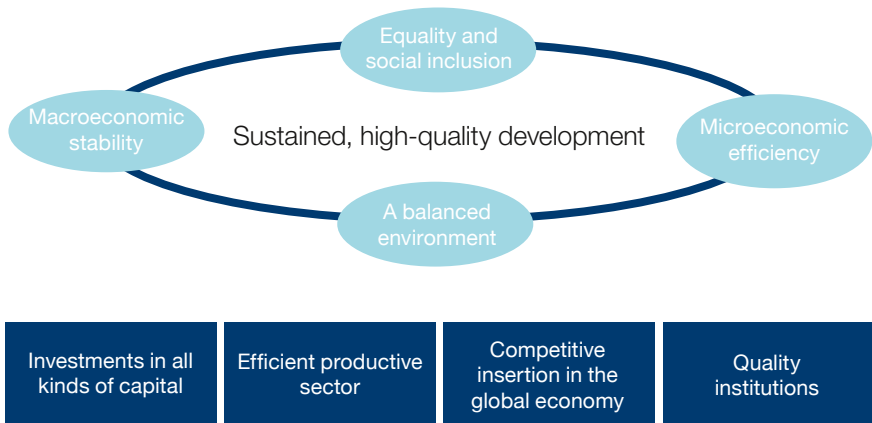 Equality and
social inclusion
Macroeconomic
stability
Sustained, high-quality development
Microeconomic
efficiency
A balanced
environment
Investments in all
kinds of capital
Efficient productive
sector
Competitive
insertion in the
global economy
Quality
institutions